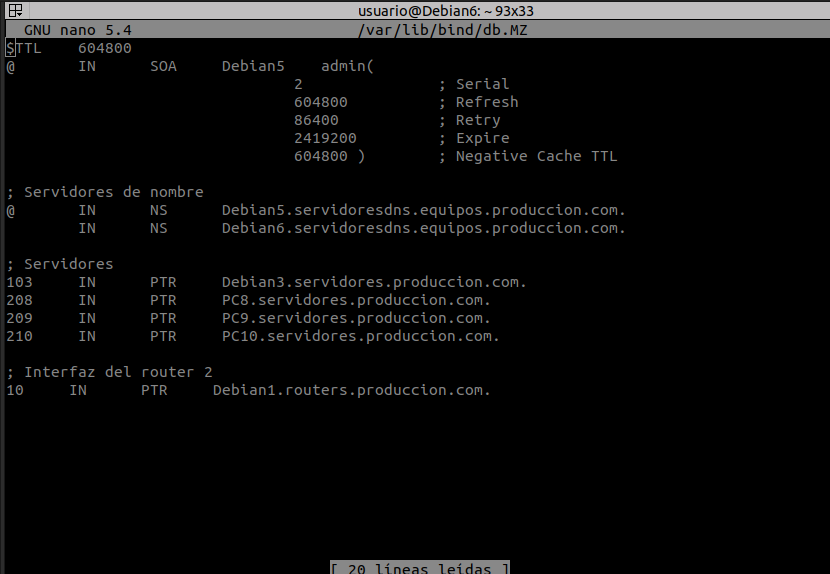 usuario@Debian6: ~ 93x33
GNU nano 5.4 /var/lib/bind/db.MZ
$TTL 604800
@ IN SOA Debian5 admin(
2 ; Serial
604800 ; Refresh
86400 ; Retry
2419200 ; Expire
604800 ) ; Negative Cache TTL
; Servidores de nombre
@ IN NS Debian5.servidoresdns.equipos.produccion.com.
IN NS Debian6.servidoresdns.equipos.produccion.com.
; Servidores
103 IN PTR Debian3.servidores.produccion.com.
208 IN PTR PC8.servidores.produccion.com.
209 IN PTR PC9.servidores.produccion.com.
210 IN PTR PC10.servidores.produccion.com.
; Interfaz del router 2
10 IN PTR Debian1.routers.produccion.com.
[ 20 líneas leídas ]